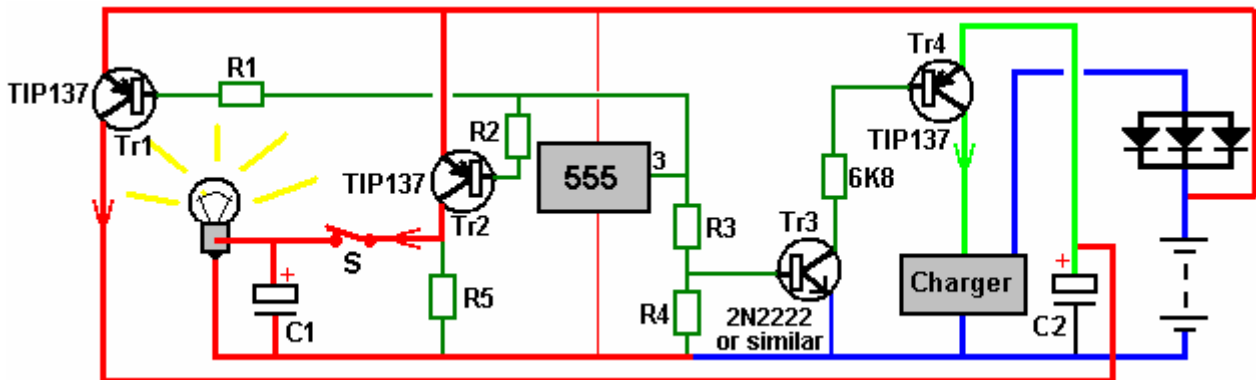 Tr4
R1
TIP137
Tr1
TIP137
R2
TIP137
Tr2
555
3
6K8
R3
Tr3
S
+
C1
R5
R4
2N2222
or similar
Charger
+
C2